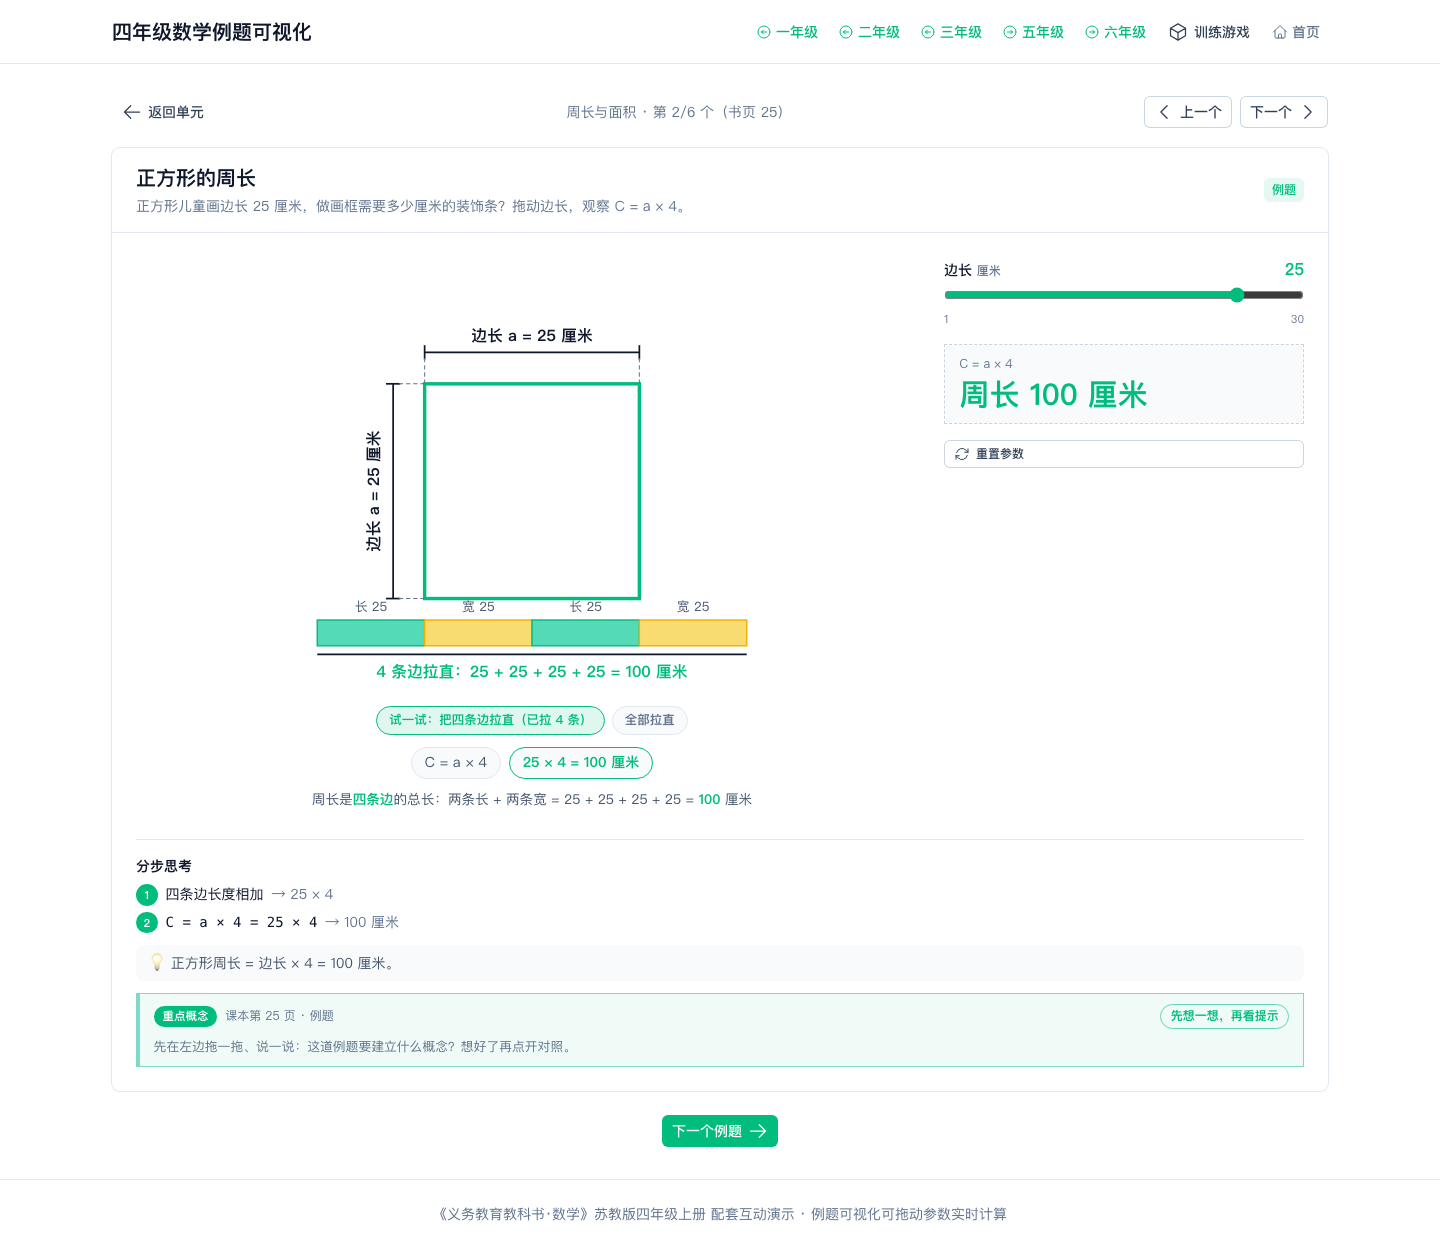 四年级数学例题可视化
一年级 二年级 三年级 五年级 六年级 训练游戏 首页
返回单元
周长与面积 · 第 2/6 个（书页 25）
上一个 下一个
正方形的周长
正方形儿童画边长 25 厘米，做画框需要多少厘米的装饰条？拖动边长，观察 C = a × 4。
例题
边长 厘米 25
1 30
C = a × 4
周长 100 厘米
重置参数
边长 a = 25 厘米
边长 a = 25 厘米
长 25 宽 25 长 25 宽 25
4 条边拉直：25 + 25 + 25 + 25 = 100 厘米
试一试：把四条边拉直（已拉 4 条） 全部拉直
C = a × 4 25 × 4 = 100 厘米
周长是四条边的总长：两条长 + 两条宽 = 25 + 25 + 25 + 25 = 100 厘米
分步思考
1 四条边长度相加 → 25 × 4
2 C = a × 4 = 25 × 4 → 100 厘米
正方形周长 = 边长 × 4 = 100 厘米。
重点概念 课本第 25 页 · 例题
先想一想，再看提示
先在左边拖一拖、说一说：这道例题要建立什么概念？想好了再点开对照。
下一个例题
《义务教育教科书·数学》苏教版四年级上册 配套互动演示 · 例题可视化可拖动参数实时计算